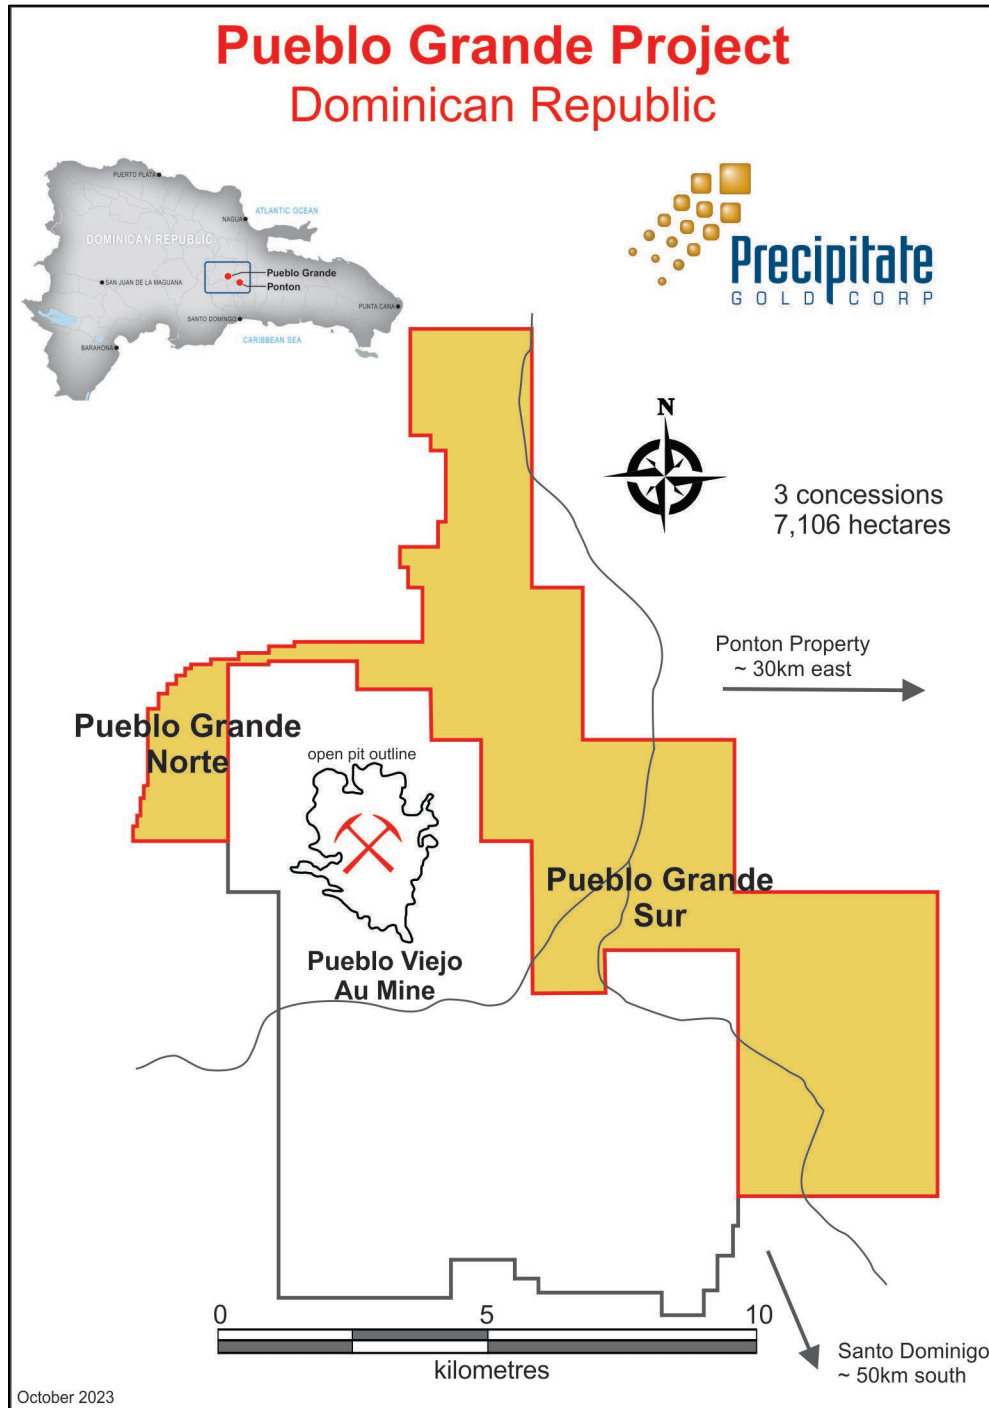 Pueblo Grande Project
Dominican Republic
PUERTO PLATA
NAGUA
ATLANTIC OCEAN
DOMINICAN REPUBLIC
Pueblo Grande
SAN JUAN DE LA MAGUANA
Ponton
PUNTA CANA
SANTO DOMINGO
CARIBBEAN SEA
BARAHONA
Precipitate
GOLD CORP
N
3 concessions
7,106 hectares
Ponton Property
~ 30km east
Pueblo Grande
Norte
open pit outline
Pueblo Grande
Sur
Pueblo Viejo
Au Mine
0 5 10
kilometres
Santo Dominigo
~ 50km south
October 2023